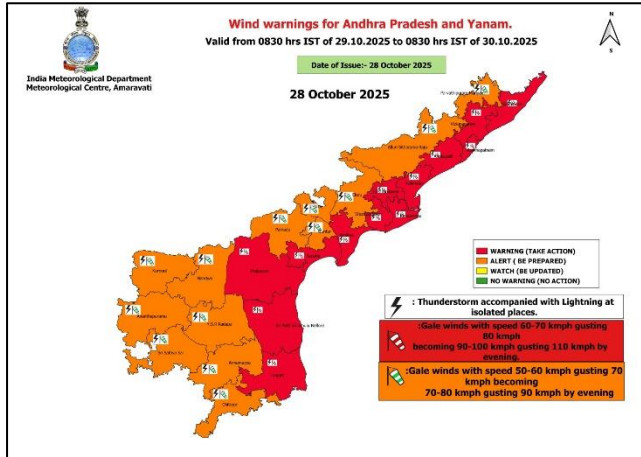 Wind warnings for Andhra Pradesh and Yanam.
Valid from 0830 hrs IST of 29.10.2025 to 0830 hrs IST of 30.10.2025
Date of Issue:- 28 October 2025
28 October 2025
India Meteorological Department
Meteorological Centre, Amaravati
N
S
WARNING (TAKE ACTION)
ALERT ( BE PREPARED)
WATCH (BE UPDATED)
NO WARNING (NO ACTION)
: Thunderstorm accompanied with Lightning at
isolated places.
:Gale winds with speed 60-70 kmph gusting
80 kmph
becoming 90-100 kmph gusting 110 kmph by
evening.
:Gale winds with speed 50-60 kmph gusting 70
kmph becoming
70-80 kmph gusting 90 kmph by evening
Kurnool
Nandyal
Chittoor